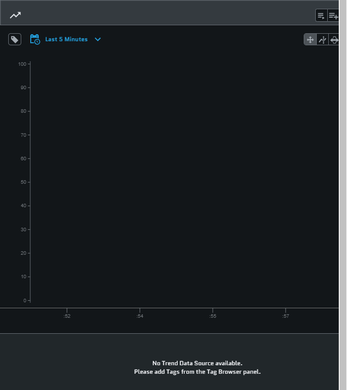 Last 5 Minutes
100
90
80
70
60
50
40
30
20
10
0
:52 :54 :55 :57
No Trend Data Source available.
Please add Tags from the Tag Browser panel.